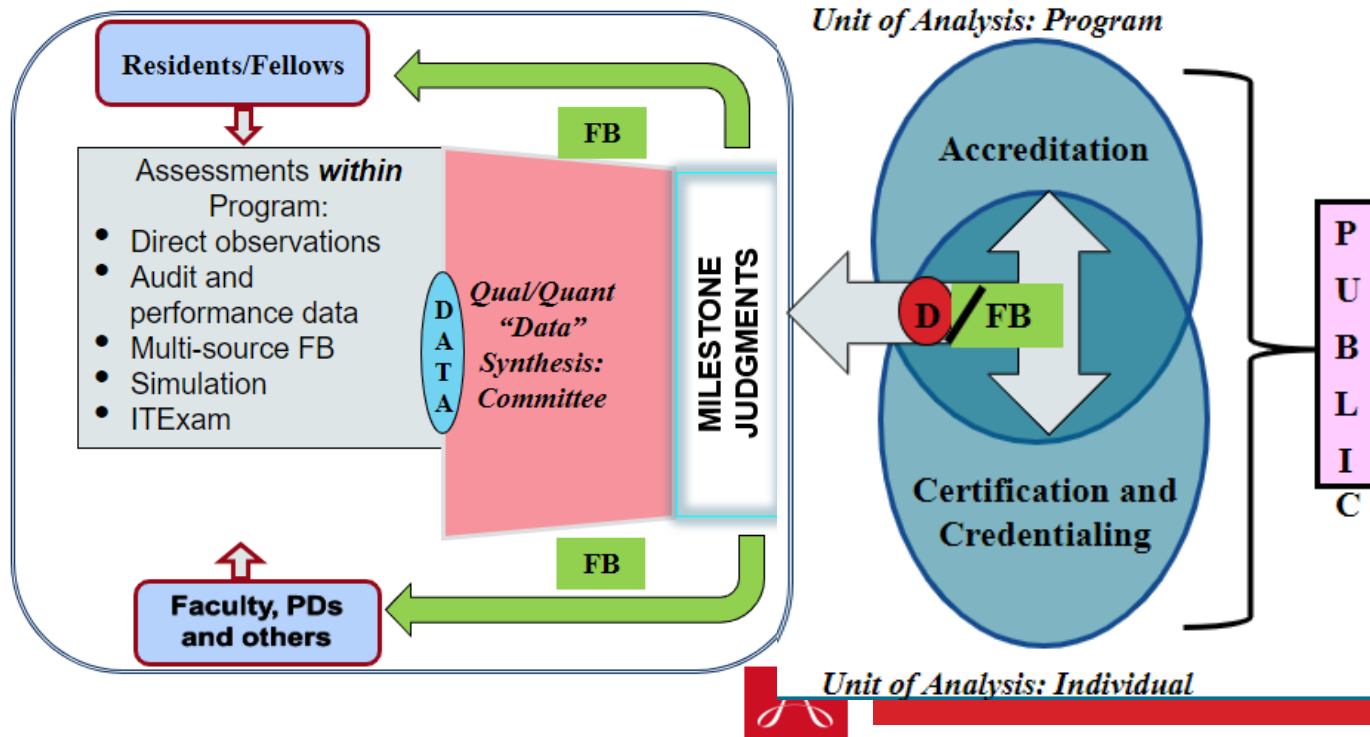 Unit of Analysis: Program
Residents/Fellows
FB
Assessments within
Program:
• Direct observations
• Audit and
performance data
• Multi-source FB
• Simulation
• ITExam
D
A
T
A
Qual/Quant
“Data”
Synthesis:
Committee
MILESTONE
JUDGMENTS
FB
Faculty, PDs
and others
Accreditation
D/FB
Certification and
Credentialing
P
U
B
L
I
C
Unit of Analysis: Individual